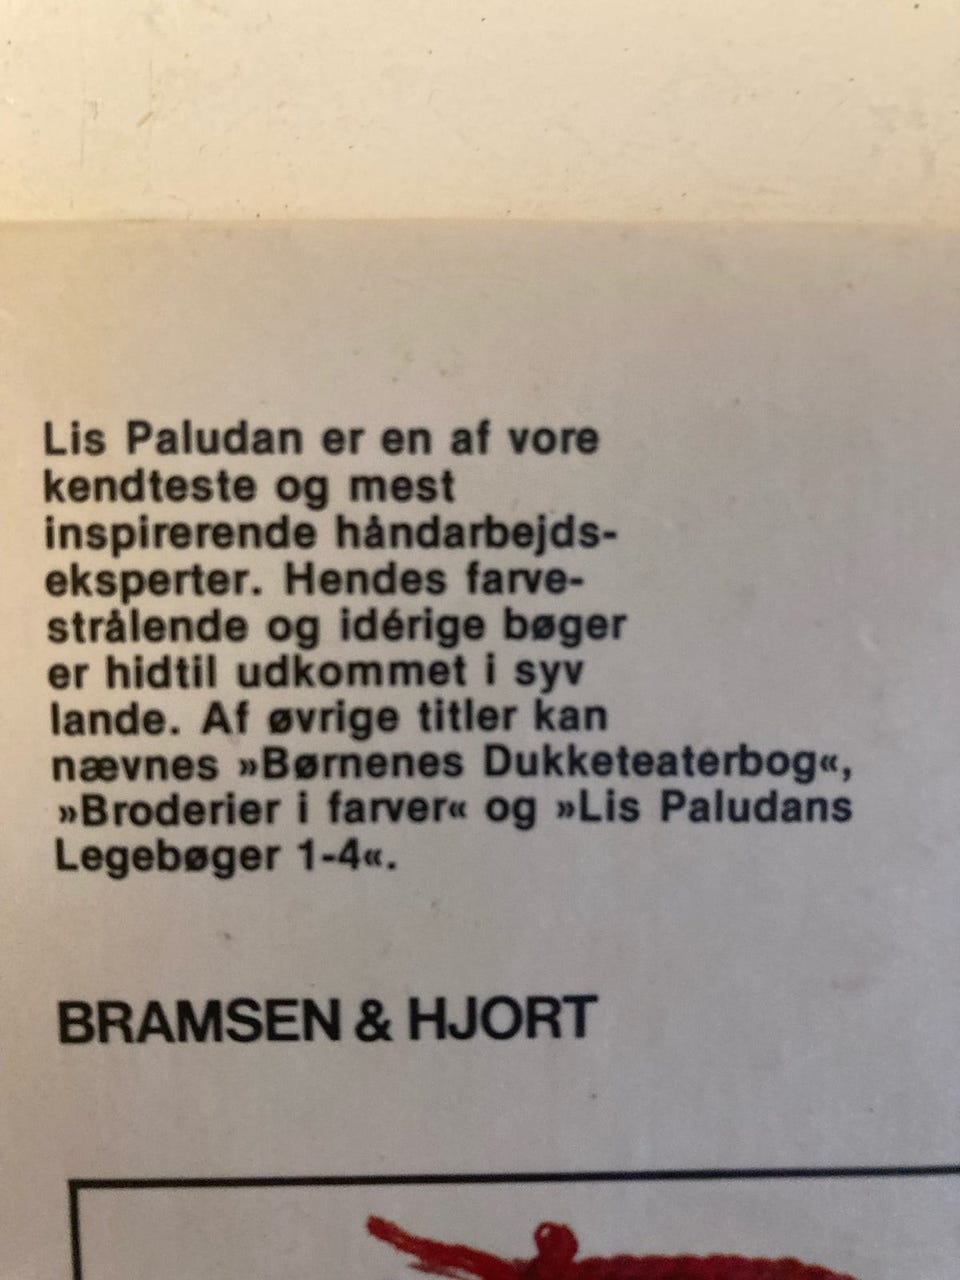 Lis Paludan er en af vore
kendteste og mest
inspirerende håndarbejds-
eksperter. Hendes farve-
strålende og idérige bøger
er hidtil udkommet i syv
lande. Af øvrige titler kan
nævnes »Børnenes Dukketeaterbog«,
»Broderier i farver« og »Lis Paludans
Legebøger 1-4«.
BRAMSEN & HJORT